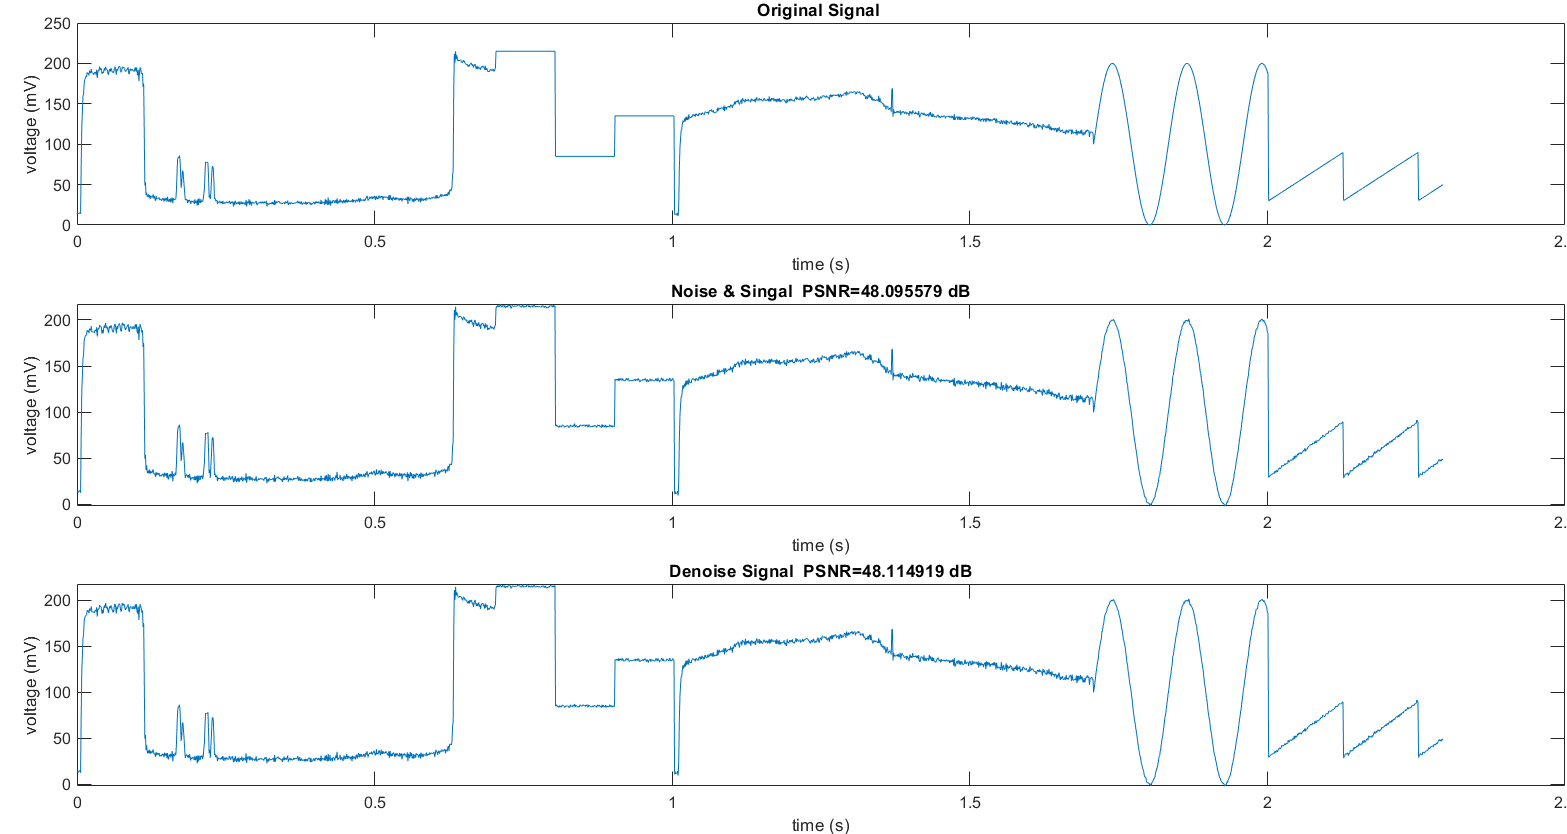 Original Signal
250
200
150
100
50
0
voltage (mV)
0 0.5 1 1.5 2 2.
time (s)
Noise & Singal PSNR=48.095579 dB
200
150
100
50
0
voltage (mV)
0 0.5 1 1.5 2 2.
time (s)
Denoise Signal PSNR=48.114919 dB
200
150
100
50
0
voltage (mV)
0 0.5 1 1.5 2 2.
time (s)